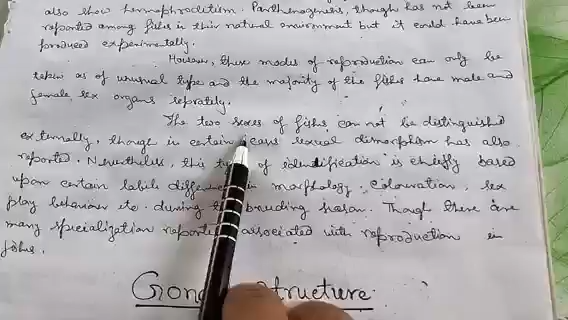 also show hermaphroditism. Parthenogenesis, though has not been
reported among fishes in their natural environment but it could have been
produced experimentally.
However, these modes of reproduction can only be
taken as of unusual type and the majority of the fishes have male and
female sex organs seprately.
The two sexes of fishes can not be distinguished
externally, though in certain cases sexual dimorphism has also
reported. Nevertheless, this of identification is chiefly based
upon certain labile in morphology, colouration, sex
play behaviour etc. during the breeding season. Though there are
many specialization associated with reproduction in
fishes.
Structure